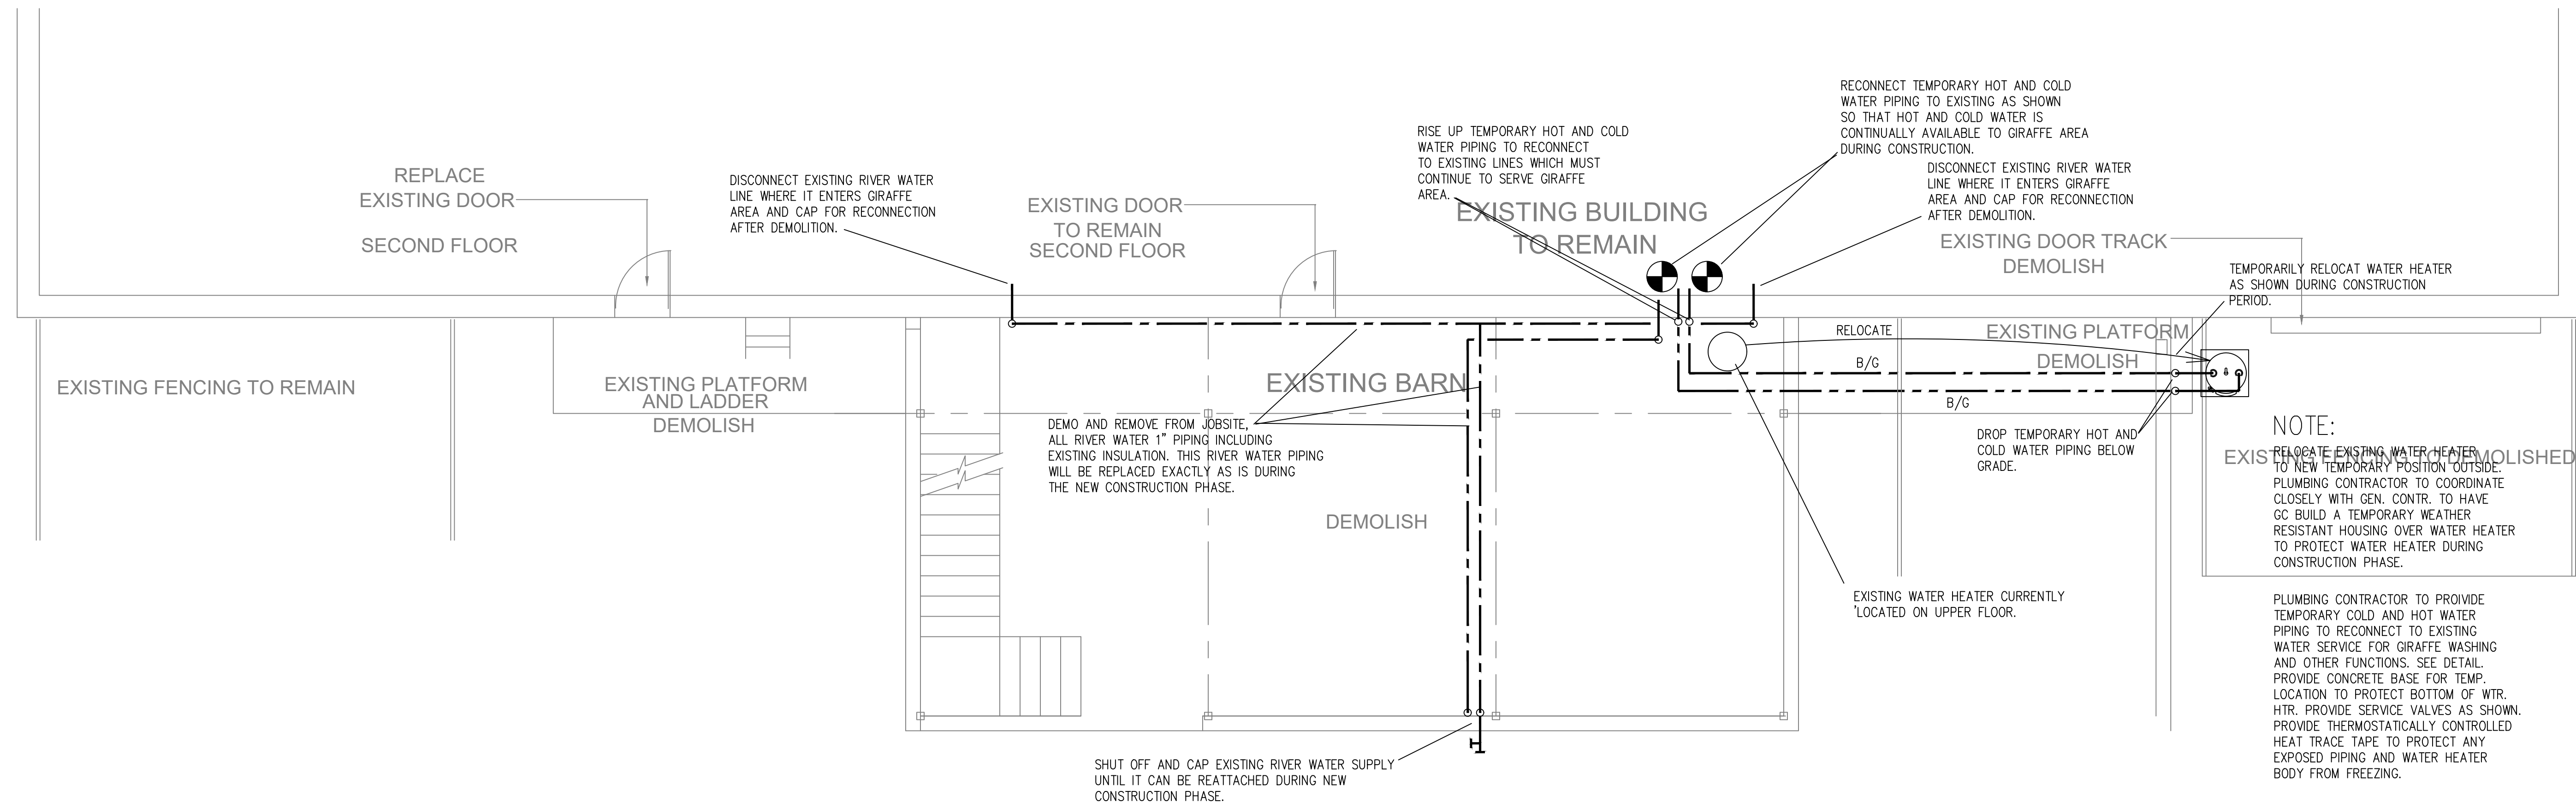 REPLACE
EXISTING DOOR
SECOND FLOOR
DISCONNECT EXISTING RIVER WATER
LINE WHERE IT ENTERS GIRAFFE
AREA AND CAP FOR RECONNECTION
AFTER DEMOLITION.
EXISTING DOOR
TO REMAIN
SECOND FLOOR
RISE UP TEMPORARY HOT AND COLD
WATER PIPING TO RECONNECT
TO EXISTING LINES WHICH MUST
CONTINUE TO SERVE GIRAFFE
AREA.
EXISTING BUILDING
TO REMAIN
RECONNECT TEMPORARY HOT AND COLD
WATER PIPING TO EXISTING AS SHOWN
SO THAT HOT AND COLD WATER IS
CONTINUALLY AVAILABLE TO GIRAFFE AREA
DURING CONSTRUCTION.
DISCONNECT EXISTING RIVER WATER
LINE WHERE IT ENTERS GIRAFFE
AREA AND CAP FOR RECONNECTION
AFTER DEMOLITION.
EXISTING DOOR TRACK
DEMOLISH
TEMPORARILY RELOCAT WATER HEATER
AS SHOWN DURING CONSTRUCTION
PERIOD.
RELOCATE
EXISTING PLATFORM
DEMOLISH
B/G
B/G
EXISTING FENCING TO REMAIN
EXISTING PLATFORM
AND LADDER
DEMOLISH
EXISTING BARN
DEMOLISH
DEMO AND REMOVE FROM JOBSITE,
ALL RIVER WATER 1" PIPING INCLUDING
EXISTING INSULATION. THIS RIVER WATER PIPING
WILL BE REPLACED EXACTLY AS IS DURING
THE NEW CONSTRUCTION PHASE.
DROP TEMPORARY HOT AND
COLD WATER PIPING BELOW
GRADE.
EXISTING FENCING TO DEMOLISHED
NOTE:
RELOCATE EXISTING WATER HEATER
TO NEW TEMPORARY POSITION OUTSIDE.
PLUMBING CONTRACTOR TO COORDINATE
CLOSELY WITH GEN. CONTR. TO HAVE
GC BUILD A TEMPORARY WEATHER
RESISTANT HOUSING OVER WATER HEATER
TO PROTECT WATER HEATER DURING
CONSTRUCTION PHASE.
EXISTING WATER HEATER CURRENTLY
'LOCATED ON UPPER FLOOR.
PLUMBING CONTRACTOR TO PROIVIDE
TEMPORARY COLD AND HOT WATER
PIPING TO RECONNECT TO EXISTING
WATER SERVICE FOR GIRAFFE WASHING
AND OTHER FUNCTIONS. SEE DETAIL.
PROVIDE CONCRETE BASE FOR TEMP.
LOCATION TO PROTECT BOTTOM OF WTR.
HTR. PROVIDE SERVICE VALVES AS SHOWN.
PROVIDE THERMOSTATICALLY CONTROLLED
HEAT TRACE TAPE TO PROTECT ANY
EXPOSED PIPING AND WATER HEATER
BODY FROM FREEZING.
SHUT OFF AND CAP EXISTING RIVER WATER SUPPLY
UNTIL IT CAN BE REATTACHED DURING NEW
CONSTRUCTION PHASE.